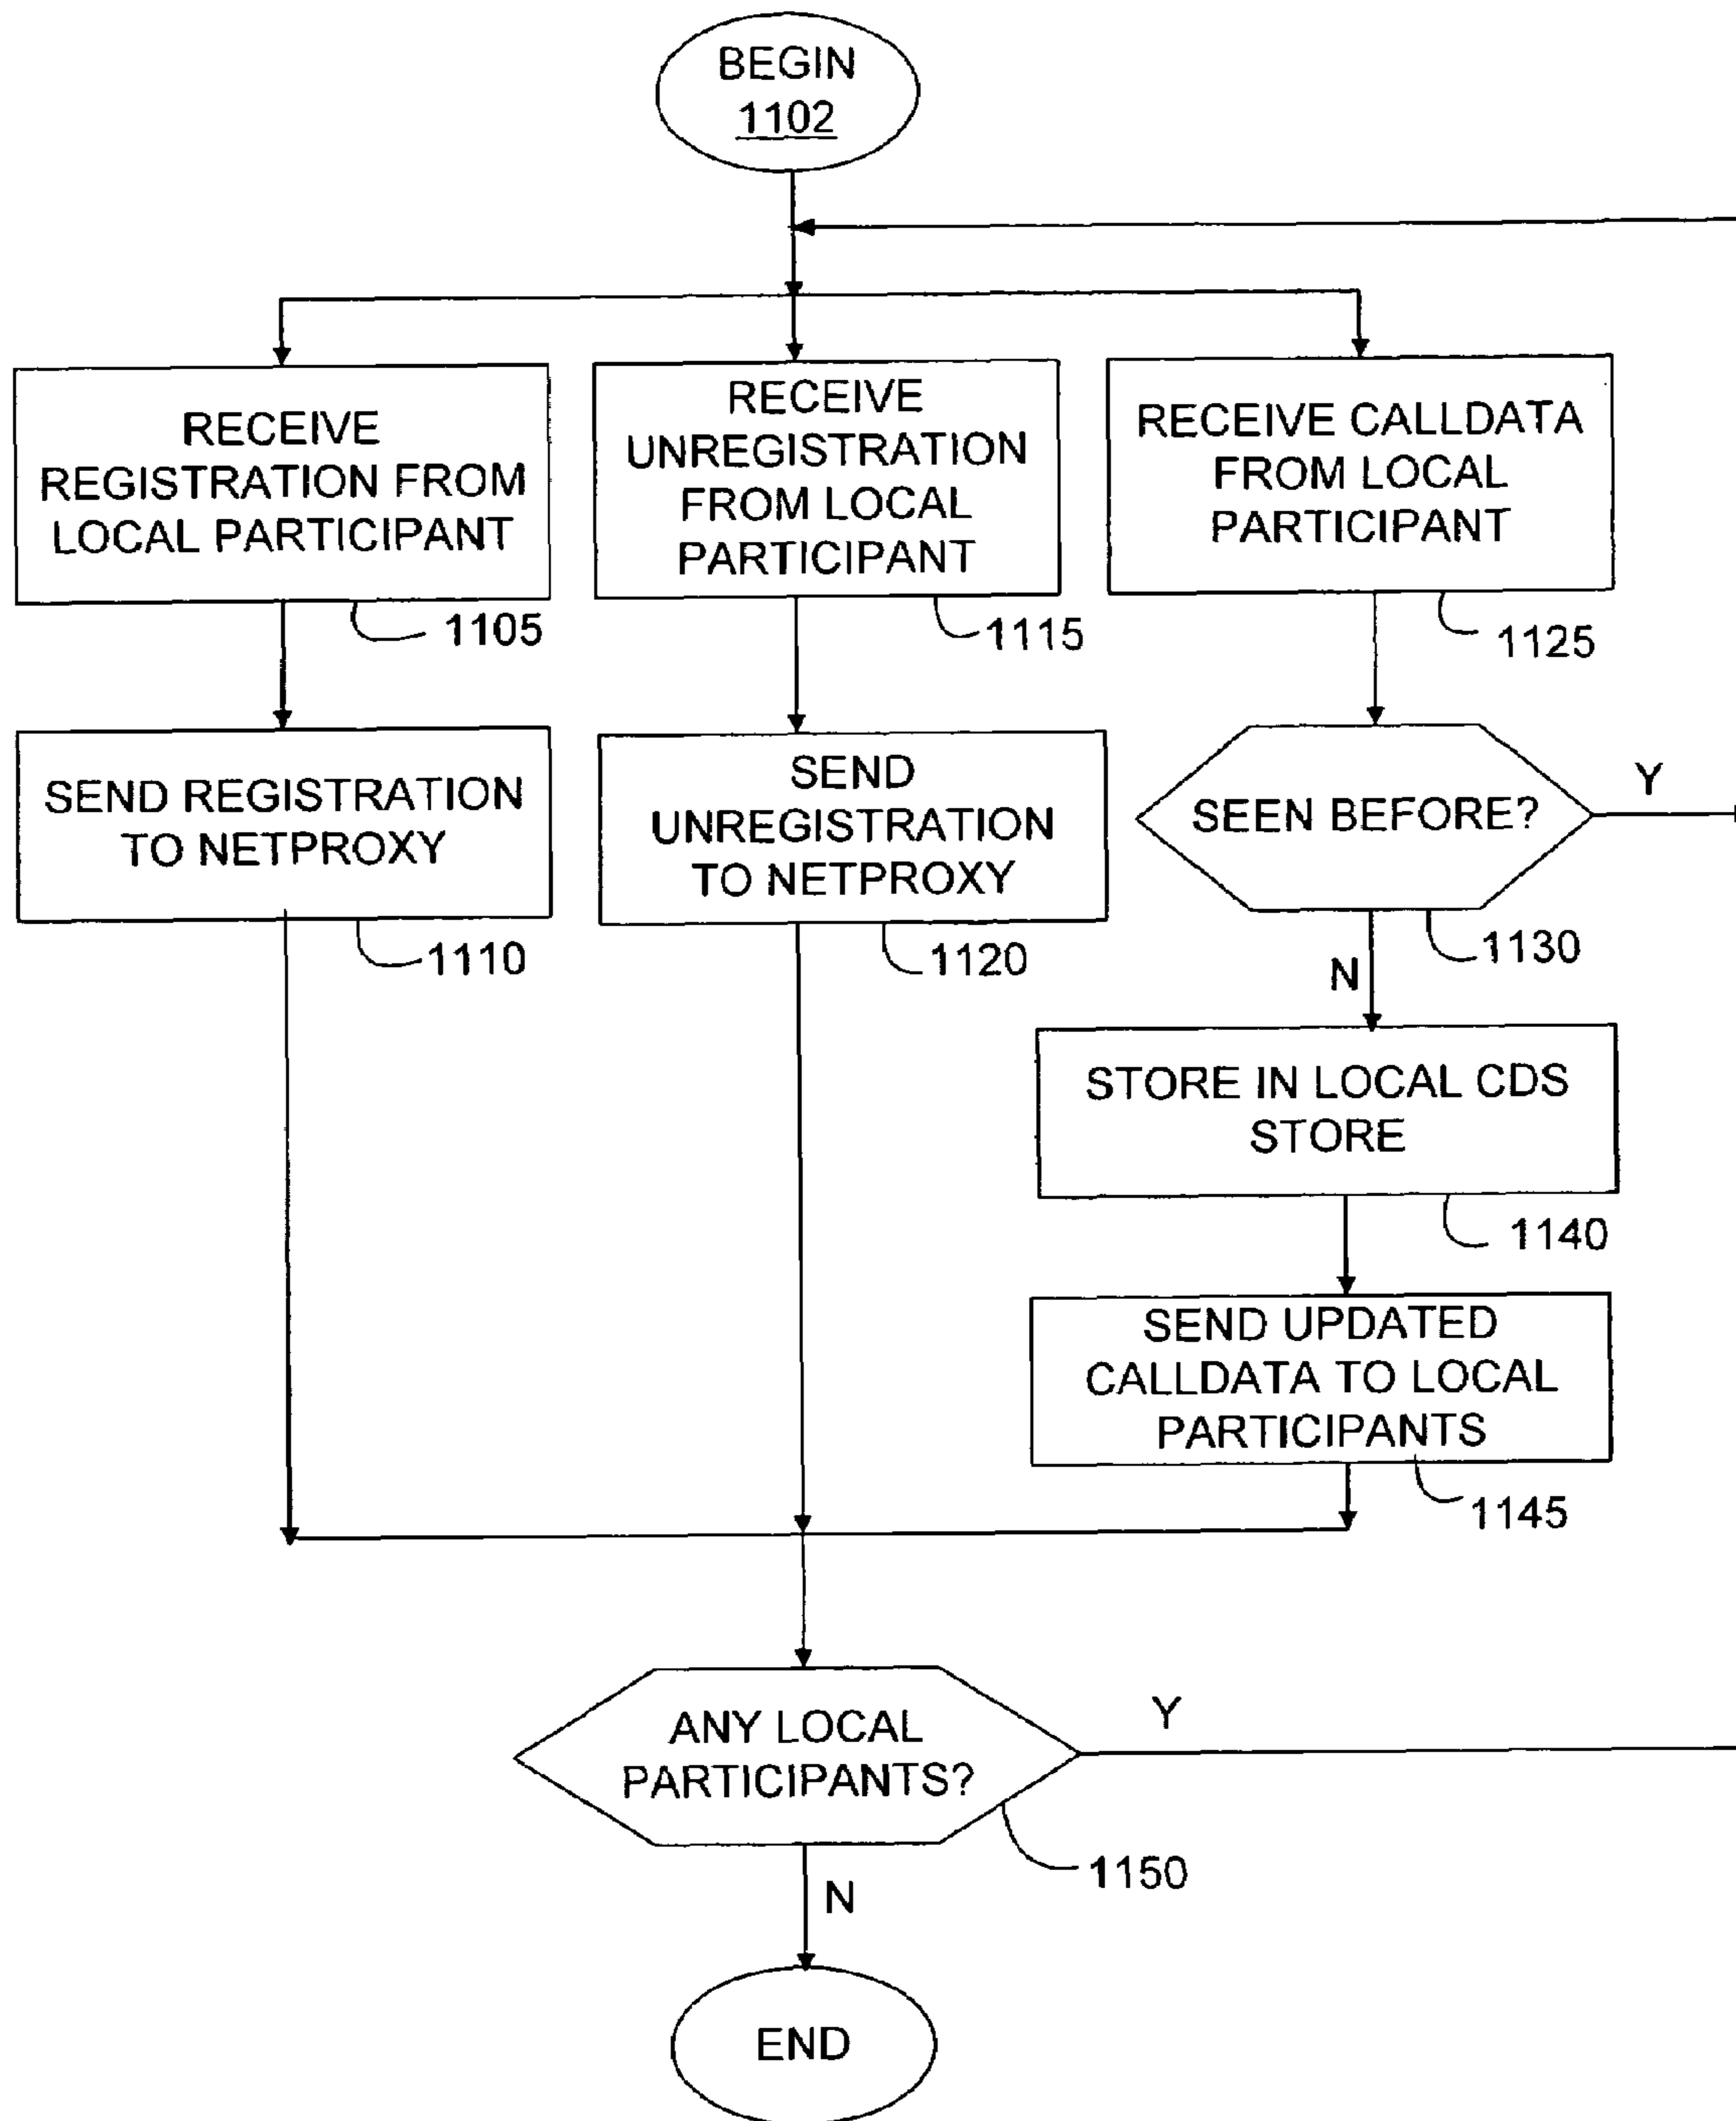 BEGIN
1102
RECEIVE
REGISTRATION FROM
LOCAL PARTICIPANT
1105
RECEIVE
UNREGISTRATION
FROM LOCAL
PARTICIPANT
1115
RECEIVE CALLDATA
FROM LOCAL
PARTICIPANT
1125
SEND REGISTRATION
TO NETPROXY
1110
SEND
UNREGISTRATION
TO NETPROXY
1120
SEEN BEFORE?
Y
1130
N
STORE IN LOCAL CDS
STORE
1140
SEND UPDATED
CALLDATA TO LOCAL
PARTICIPANTS
1145
ANY LOCAL
PARTICIPANTS?
Y
1150
N
END